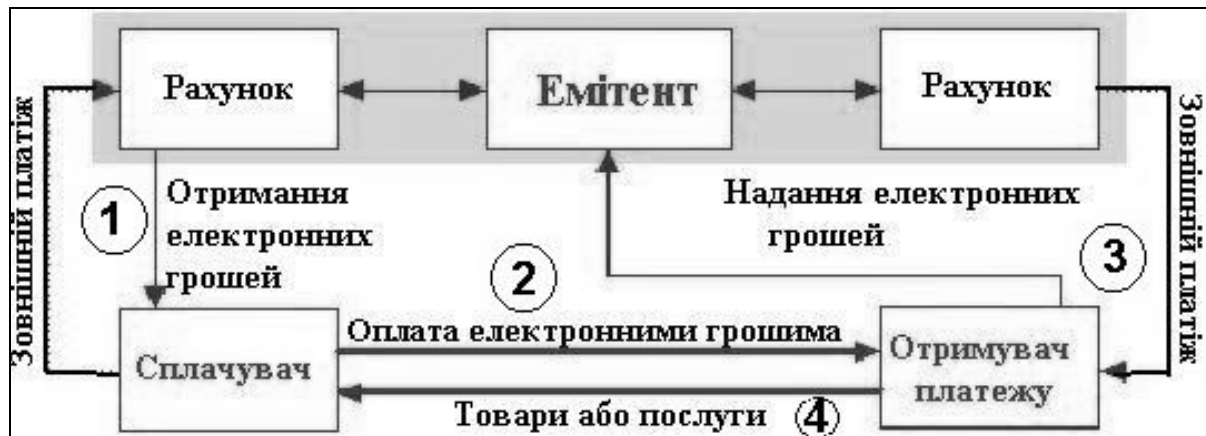 Рахунок
Емітент
Рахунок
Зовнішній платіж
Зовнішній платіж
1
Отримання
електронних
грошей
Надання електронних
грошей
3
2
Оплата електронними грошима
Сплачувач
Отримувач
платежу
Товари або послуги
4